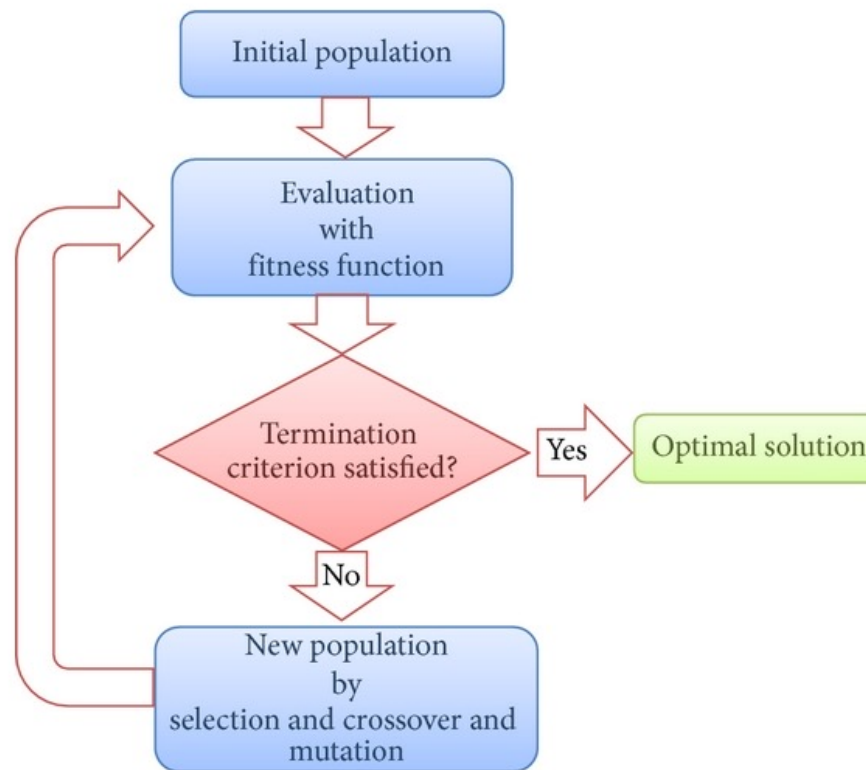 Initial population
Evaluation
with
fitness function
Termination
criterion satisfied?
Yes
Optimal solution
No
New population
by
selection and crossover and
mutation